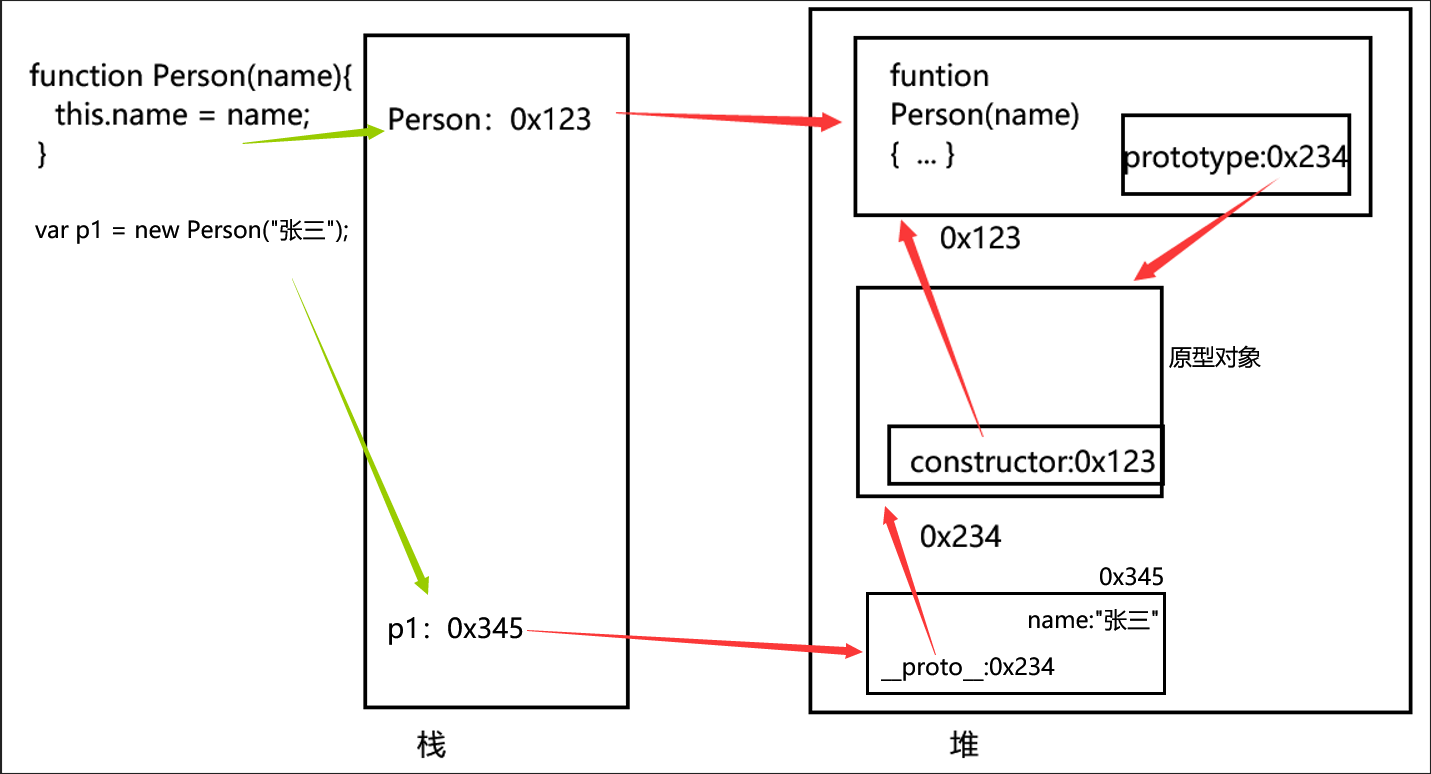 function Person(name){
this.name = name;
}
var p1 = new Person("张三");
Person：0x123
p1：0x345
栈
funtion
Person(name)
{ ... }
prototype:0x234
0x123
原型对象
constructor:0x123
0x234
0x345
name:"张三"
__proto__:0x234
堆